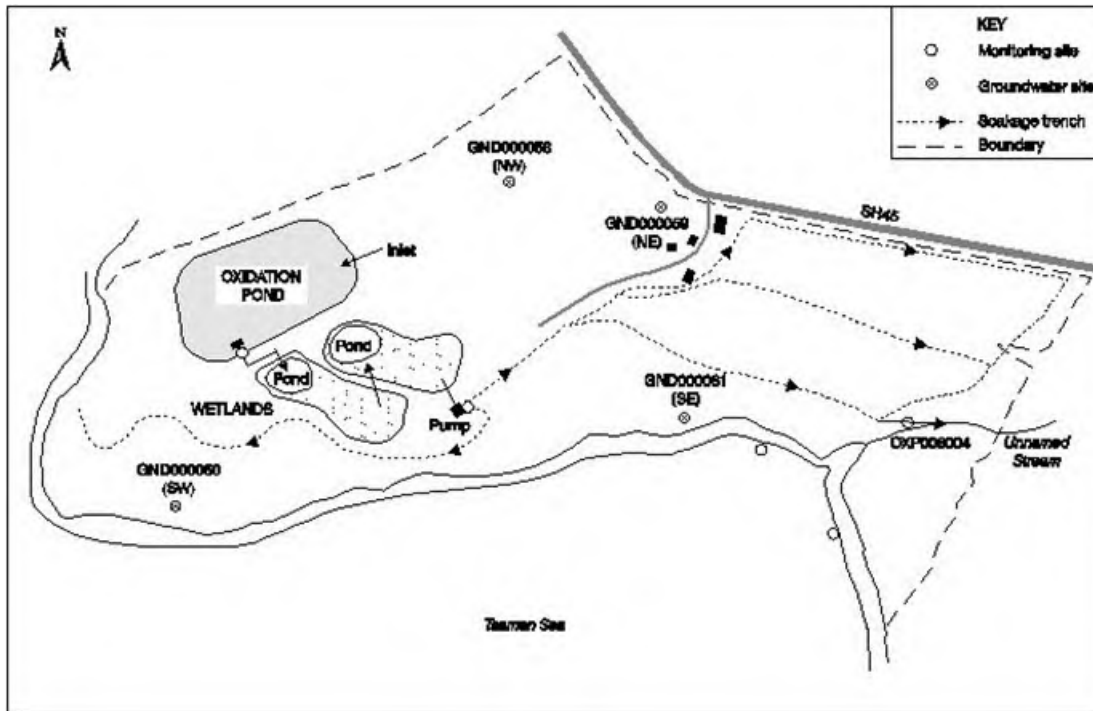 N
KEY
Monitoring site
Groundwater site
Soakage trench
Boundary
GND000058
(NW)
SH45
GND000059
(NE)
Inlet
OXIDATION
POND
Pond
Pond
GND000061
(SE)
WETLANDS
Pump
OXP008004
Unnamed
Stream
GND000060
(SW)
Tasman Sea